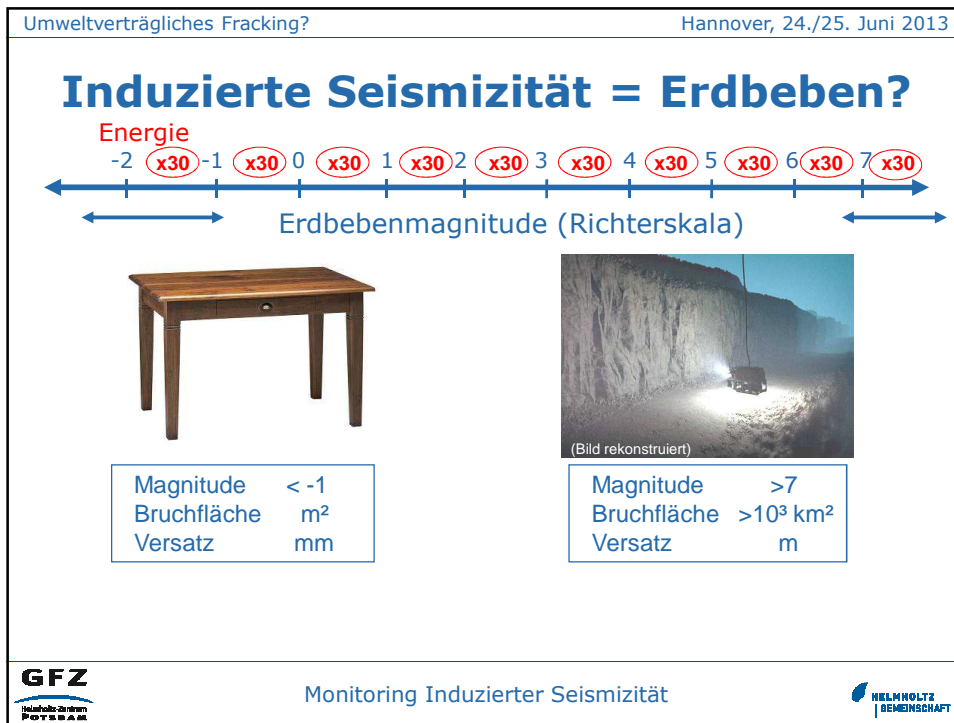 Umweltverträgliches Fracking? Hannover, 24./25. Juni 2013
Induzierte Seismizität = Erdbeben?
Energie
-2 x30 -1 x30 0 x30 1 x30 2 x30 3 x30 4 x30 5 x30 6 x30 7 x30
Erdbebenmagnitude (Richterskala)
(Bild rekonstruiert)
Magnitude < -1
Bruchfläche m²
Versatz mm
Magnitude >7
Bruchfläche >10³ km²
Versatz m
GFZ
Helmholtz-Zentrum
POTSDAM
Monitoring Induzierter Seismizität
HELMHOLTZ
GEMEINSCHAFT